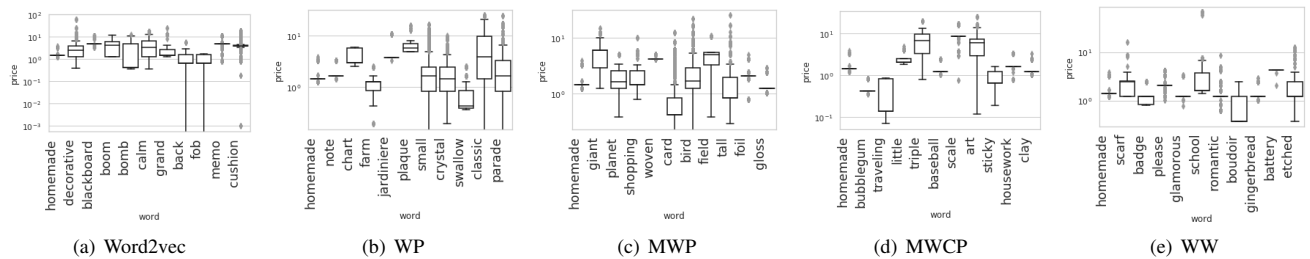 price
10²
10¹
10⁰
10⁻¹
10⁻²
10⁻³
homemade
decorative
blackboard
boom
bomb
calm
grand
back
fob
memo
cushion
word
(a) Word2vec
price
10¹
10⁰
homemade
note
chart
farm
jardiniere
plaque
small
crystal
swallow
classic
parade
word
(b) WP
price
10¹
10⁰
homemade
giant
planet
shopping
woven
card
bird
field
tall
foil
gloss
word
(c) MWP
price
10¹
10⁰
10⁻¹
homemade
bubblegum
traveling
little
triple
baseball
scale
art
sticky
housework
clay
word
(d) MWCP
price
10¹
10⁰
homemade
scarf
badge
please
glamorous
school
romantic
boudoir
gingerbread
battery
etched
word
(e) WW